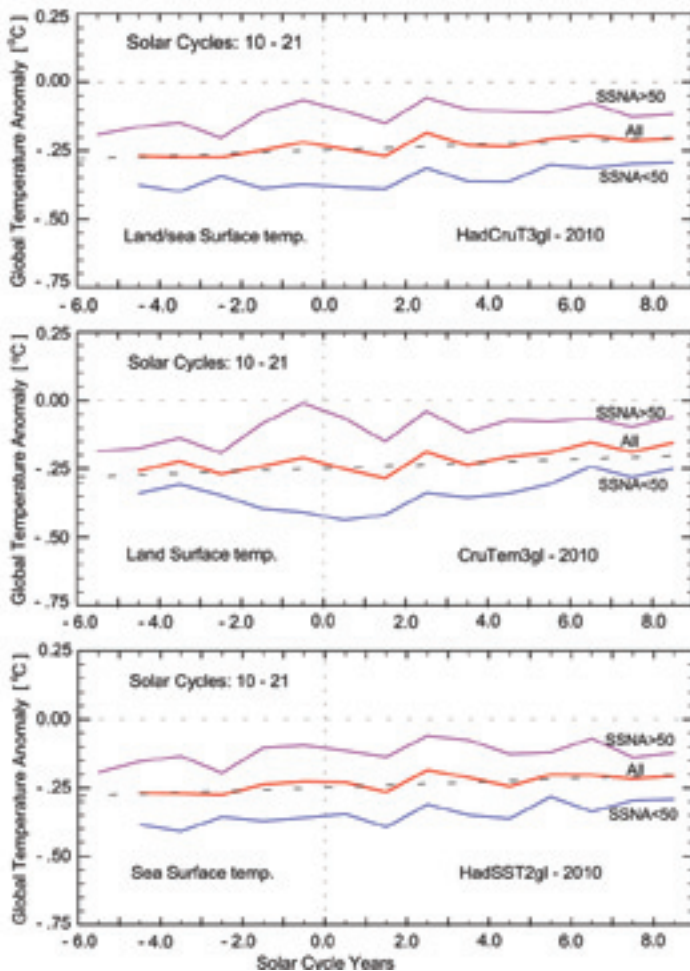 Global Temperature Anomaly [°C]
0.25
Solar Cycles: 10 - 21
0.00
SSNA>50
All
-.25
SSNA<50
-.50
Land/sea Surface temp.
HadCruT3gl - 2010
-.75
-6.0 -4.0 -2.0 0.0 2.0 4.0 6.0 8.0
Global Temperature Anomaly [°C]
0.25
Solar Cycles: 10 - 21
0.00
SSNA>50
All
-.25
SSNA<50
-.50
Land Surface temp.
CruTem3gl - 2010
-.75
-6.0 -4.0 -2.0 0.0 2.0 4.0 6.0 8.0
Global Temperature Anomaly [°C]
0.25
Solar Cycles: 10 - 21
0.00
SSNA>50
All
-.25
SSNA<50
-.50
Sea Surface temp.
HadSST2gl - 2010
-.75
-6.0 -4.0 -2.0 0.0 2.0 4.0 6.0 8.0
Solar Cycle Years